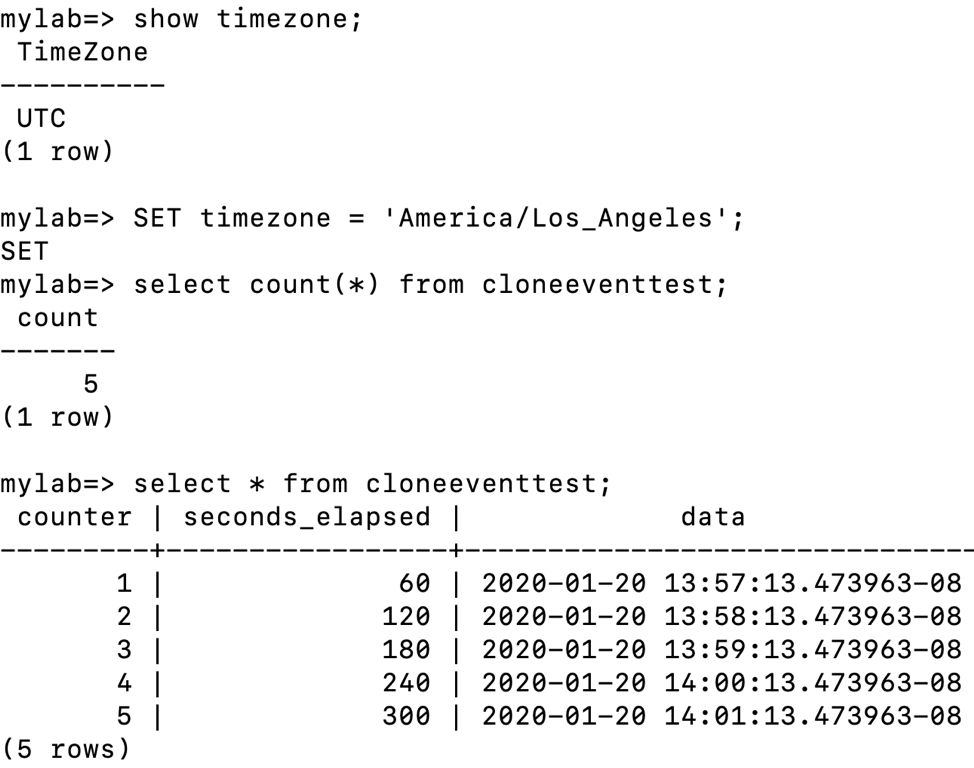 mylab=> show timezone;
 TimeZone
----------
 UTC
(1 row)

mylab=> SET timezone = 'America/Los_Angeles';
SET
mylab=> select count(*) from cloneeventtest;
 count
-------
     5
(1 row)

mylab=> select * from cloneeventtest;
 counter | seconds_elapsed |             data
---------+-----------------+-------------------------------
       1 |              60 | 2020-01-20 13:57:13.473963-08
       2 |             120 | 2020-01-20 13:58:13.473963-08
       3 |             180 | 2020-01-20 13:59:13.473963-08
       4 |             240 | 2020-01-20 14:00:13.473963-08
       5 |             300 | 2020-01-20 14:01:13.473963-08
(5 rows)